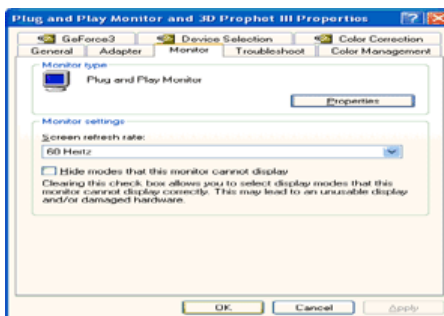 Plug and Play Monitor and 3D Prophet III Properties
GeForce3 Device Selection Color Correction
General Adapter Monitor Troubleshoot Color Management
Monitor type
Plug and Play Monitor
Properties
Monitor settings
Screen refresh rate:
60 Hertz
Hide modes that this monitor cannot display
Clearing this check box allows you to select display modes that this
monitor cannot display correctly. This may lead to an unusable display
and/or damaged hardware.
OK Cancel Apply